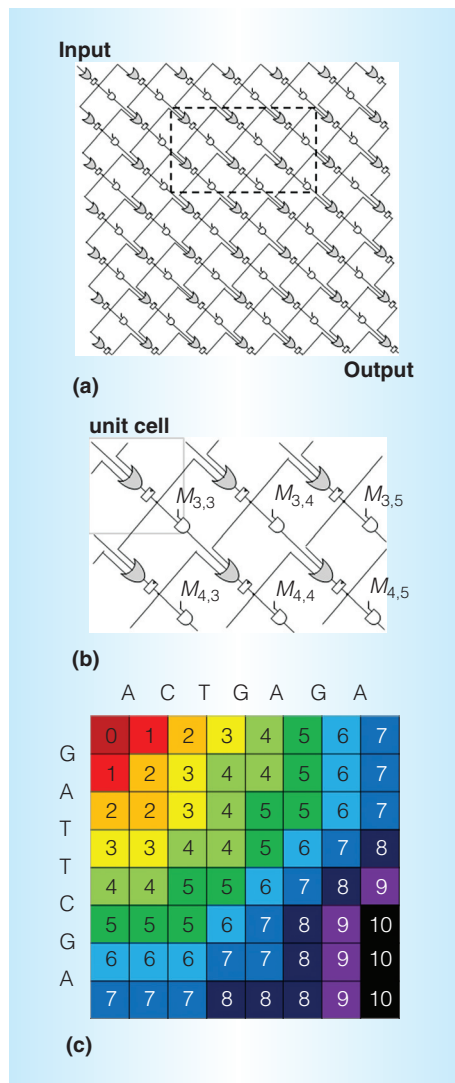 Input
Output
(a)
unit cell
M3,3 M3,4 M3,5
M4,3 M4,4 M4,5
(b)
A C T G A G A
0 1 2 3 4 5 6 7
G
1 2 3 4 4 5 6 7
A
2 2 3 4 5 5 6 7
T
3 3 4 4 5 6 7 8
T
4 4 5 5 6 7 8 9
C
5 5 5 6 7 8 9 10
G
6 6 6 7 7 8 9 10
A
7 7 7 8 8 8 9 10
(c)